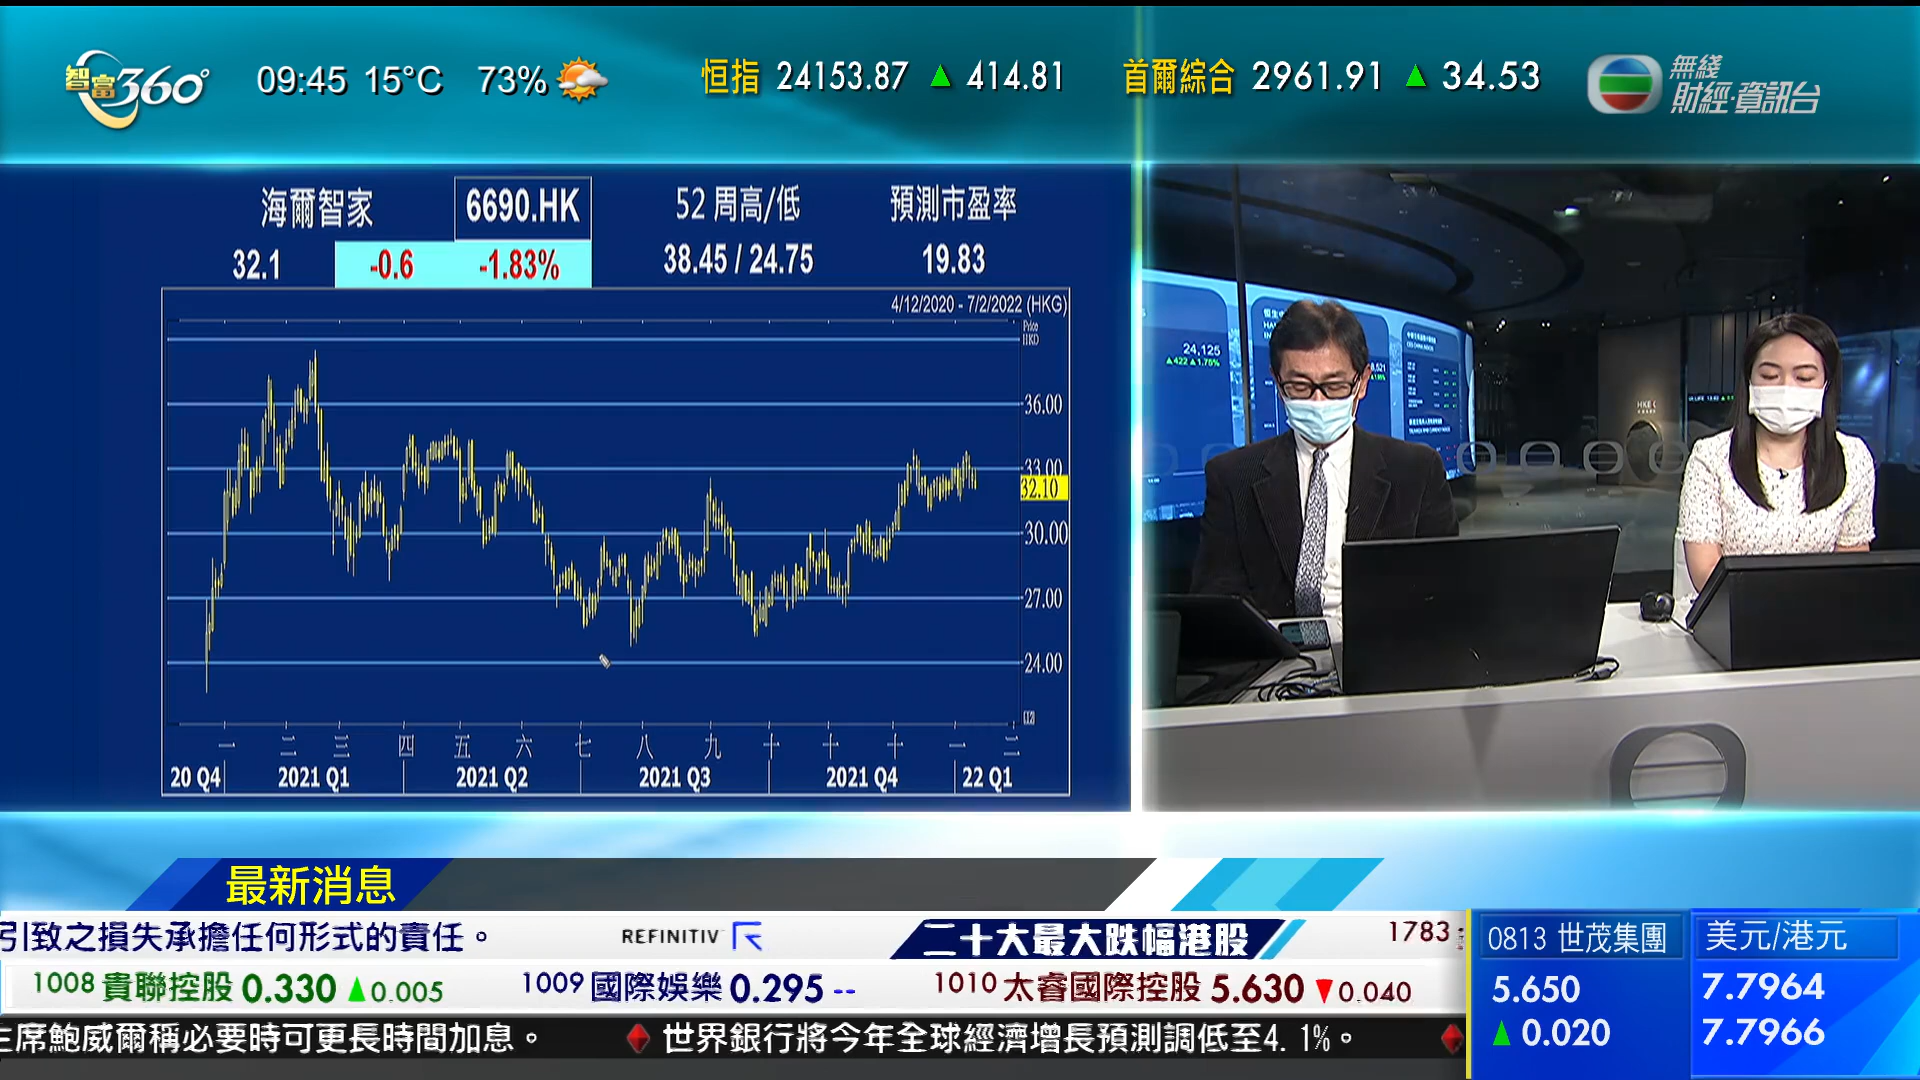 智富360°
09:45 15°C 73%
恒指 24153.87 ▲ 414.81
首爾綜合 2961.91 ▲ 34.53
無綫
財經·資訊台
海爾智家 6690.HK 52 周高/低 預測市盈率
32.1 -0.6 -1.83% 38.45 / 24.75 19.83
4/12/2020 - 7/2/2022 (HKG)
Price
HKD
36.00
33.00
32.10
30.00
27.00
24.00
一 二 三 四 五 六 七 八 九 十 十 十 一 二
20 Q4 2021 Q1 2021 Q2 2021 Q3 2021 Q4 22 Q1
24,125
▲422 ▲1.75%
最新消息
引致之損失承擔任何形式的責任。 REFINITIV 二十大最大跌幅港股 1783
1008 貴聯控股 0.330 ▲0.005 1009 國際娛樂 0.295 -- 1010 太睿國際控股 5.630 ▼0.040
主席鮑威爾稱必要時可更長時間加息。 世界銀行將今年全球經濟增長預測調低至4.1%。
0813 世茂集團
5.650
▲ 0.020
美元/港元
7.7964
7.7966